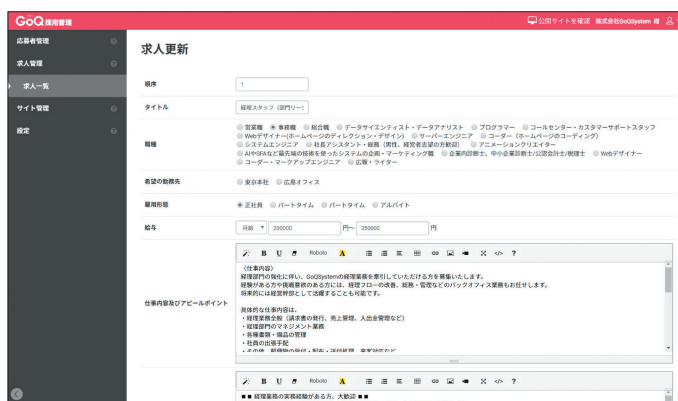 GoQ採用管理
公開サイトを確認 株式会社GoQSystem 様
応募者管理
求人管理
求人一覧
サイト管理
設定
求人更新
順序 1
タイトル 経理スタッフ（部門リーダ
職種
営業職 事務職 総合職 データサイエンティスト・データアナリスト プログラマー コールセンター・カスタマーサポートスタッフ
Webデザイナー(ホームページのディレクション・デザイン) サーバーエンジニア コーダー（ホームページのコーディング）
システムエンジニア 社長アシスタント・総務（男性、経営者志望の方歓迎） アニメーションクリエイター
AIやSFAなど最先端の技術を使ったシステムの企画・マーケティング職 企業内診断士、中小企業診断士/公認会計士/税理士 Webデザイナー
コーダー・マークアップエンジニア 広報・ライター
希望の勤務先 東京本社 広島オフィス
雇用形態 正社員 パートタイム パートタイム アルバイト
給与 月給 200000 円〜 250000 円
仕事内容及びアピールポイント
B U Roboto A </> ?
〈仕事内容〉
経理部門の強化に伴い、GoQSystemの経理業務を牽引していただける方を募集いたします。
経験がある方や挑戦意欲のある方には、経理フローの改善、総務・管理などのバックオフィス業務もお任せします。
将来的には経営幹部として活躍することも可能です。
具体的な仕事内容は、
・経理業務全般（請求書の発行、売上管理、入出金管理など）
・経理部門のマネジメント業務
・各種書類・備品の管理
・社員の出張手配
・その他、郵便物の受付・配布・送付処理、来客対応など
B U Roboto A </> ?
■■ 経理業務の実務経験がある方、大歓迎 ■■